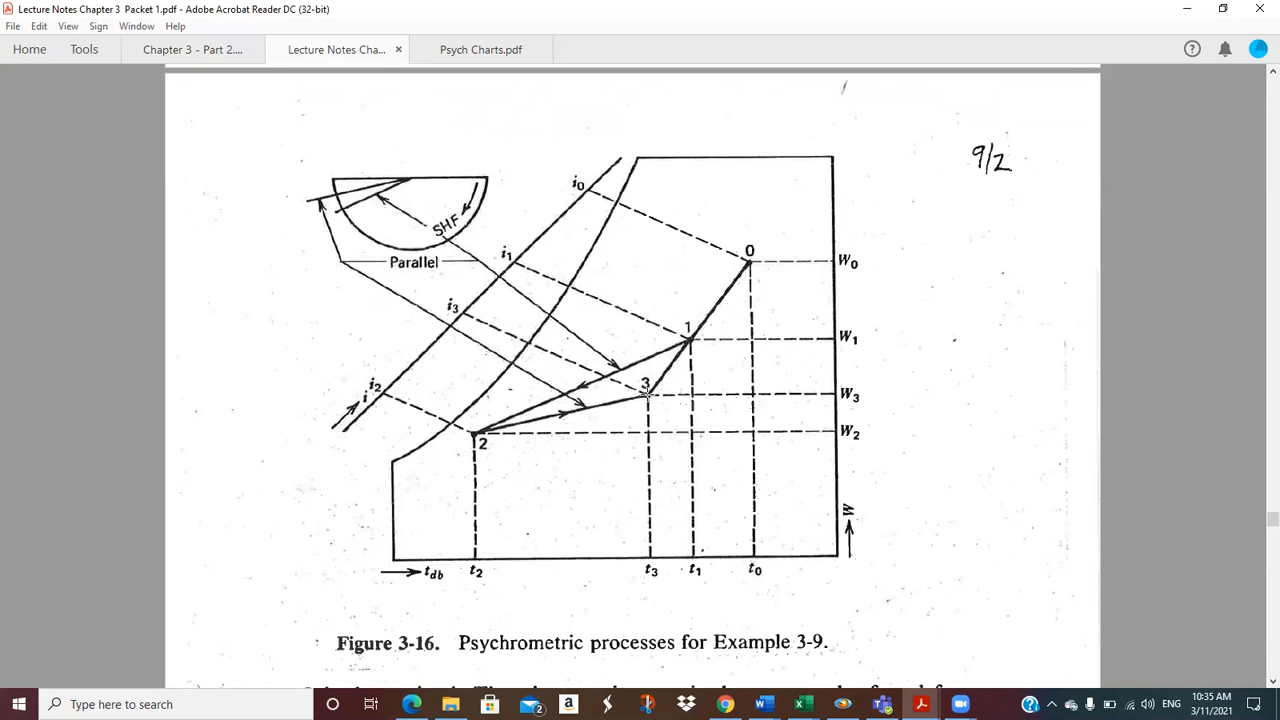 Lecture Notes Chapter 3 Packet 1.pdf - Adobe Acrobat Reader DC (32-bit)
File Edit View Sign Window Help
Home Tools Chapter 3 - Part 2.... Lecture Notes Cha... × Psych Charts.pdf
9/2
i0
SHF
Parallel
i1
i3
i2
i
0
1
3
2
W0
W1
W3
W2
W
tdb t2 t3 t1 t0
Figure 3-16. Psychrometric processes for Example 3-9.
Type here to search
10:35 AM
3/11/2021